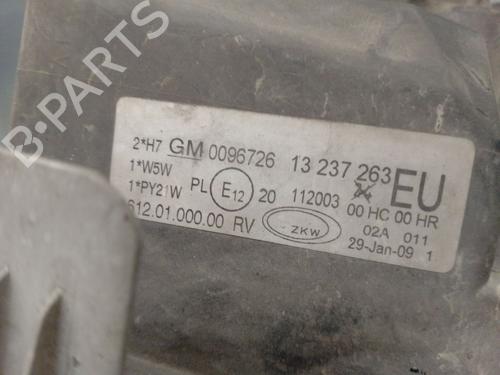 B-PARTS
2*H7 GM 0096726 13 237 263 EU
1*W5W
1*PY21W PL E12 20 112003 00 HC 00 HR
612.01.000.00 RV ZKW 02A 011
29-Jan-09 1